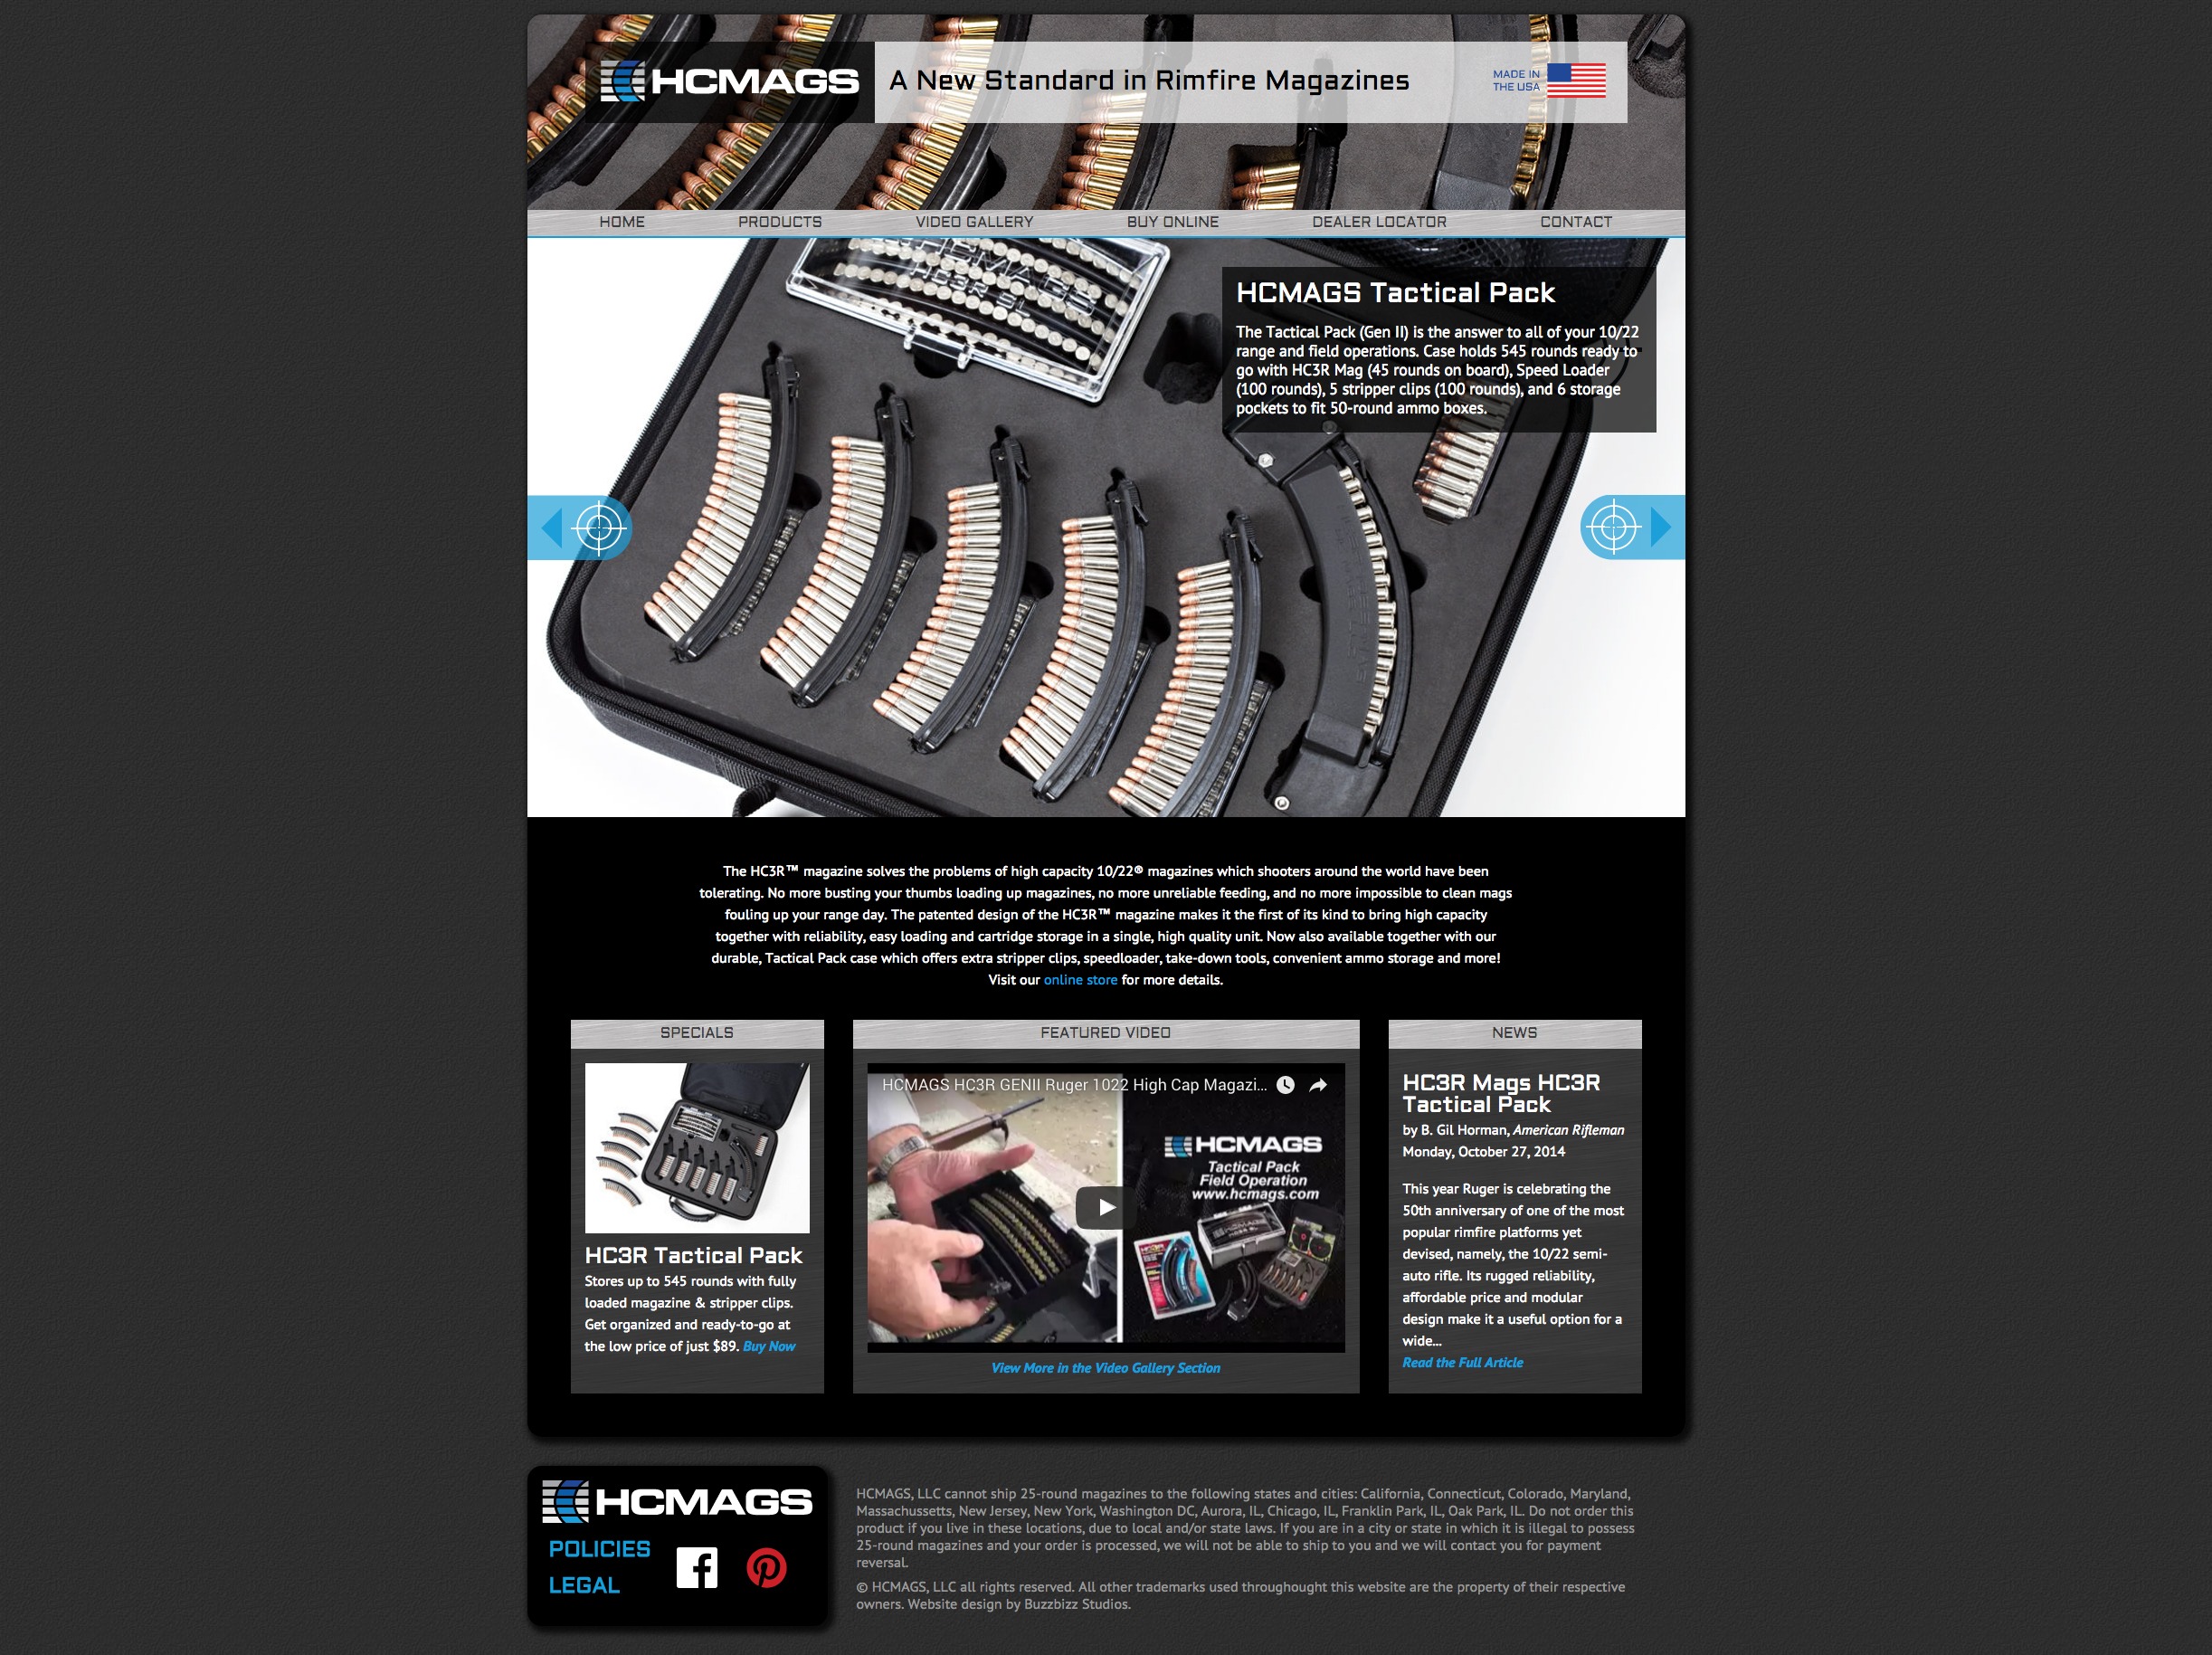 HCMAGS
A New Standard in Rimfire Magazines
MADE IN
THE USA
HOME PRODUCTS VIDEO GALLERY BUY ONLINE DEALER LOCATOR CONTACT
HCMAGS Tactical Pack
The Tactical Pack (Gen II) is the answer to all of your 10/22
range and field operations. Case holds 545 rounds ready to
go with HC3R Mag (45 rounds on board), Speed Loader
(100 rounds), 5 stripper clips (100 rounds), and 6 storage
pockets to fit 50-round ammo boxes.
The HC3R™ magazine solves the problems of high capacity 10/22® magazines which shooters around the world have been
tolerating. No more busting your thumbs loading up magazines, no more unreliable feeding, and no more impossible to clean mags
fouling up your range day. The patented design of the HC3R™ magazine makes it the first of its kind to bring high capacity
together with reliability, easy loading and cartridge storage in a single, high quality unit. Now also available together with our
durable, Tactical Pack case which offers extra stripper clips, speedloader, take-down tools, convenient ammo storage and more!
Visit our online store for more details.
SPECIALS
HC3R Tactical Pack
Stores up to 545 rounds with fully
loaded magazine & stripper clips.
Get organized and ready-to-go at
the low price of just $89. Buy Now
FEATURED VIDEO
HCMAGS HC3R GENII Ruger 1022 High Cap Magazi...
HCMAGS
Tactical Pack
Field Operation
www.hcmags.com
View More in the Video Gallery Section
NEWS
HC3R Mags HC3R
Tactical Pack
by B. Gil Horman, American Rifleman
Monday, October 27, 2014
This year Ruger is celebrating the
50th anniversary of one of the most
popular rimfire platforms yet
devised, namely, the 10/22 semi-
auto rifle. Its rugged reliability,
affordable price and modular
design make it a useful option for a
wide...
Read the Full Article
HCMAGS
POLICIES
LEGAL
HCMAGS, LLC cannot ship 25-round magazines to the following states and cities: California, Connecticut, Colorado, Maryland,
Massachussetts, New Jersey, New York, Washington DC, Aurora, IL, Chicago, IL, Franklin Park, IL, Oak Park, IL. Do not order this
product if you live in these locations, due to local and/or state laws. If you are in a city or state in which it is illegal to possess
25-round magazines and your order is processed, we will not be able to ship to you and we will contact you for payment
reversal.
© HCMAGS, LLC all rights reserved. All other trademarks used throughought this website are the property of their respective
owners. Website design by Buzzbizz Studios.